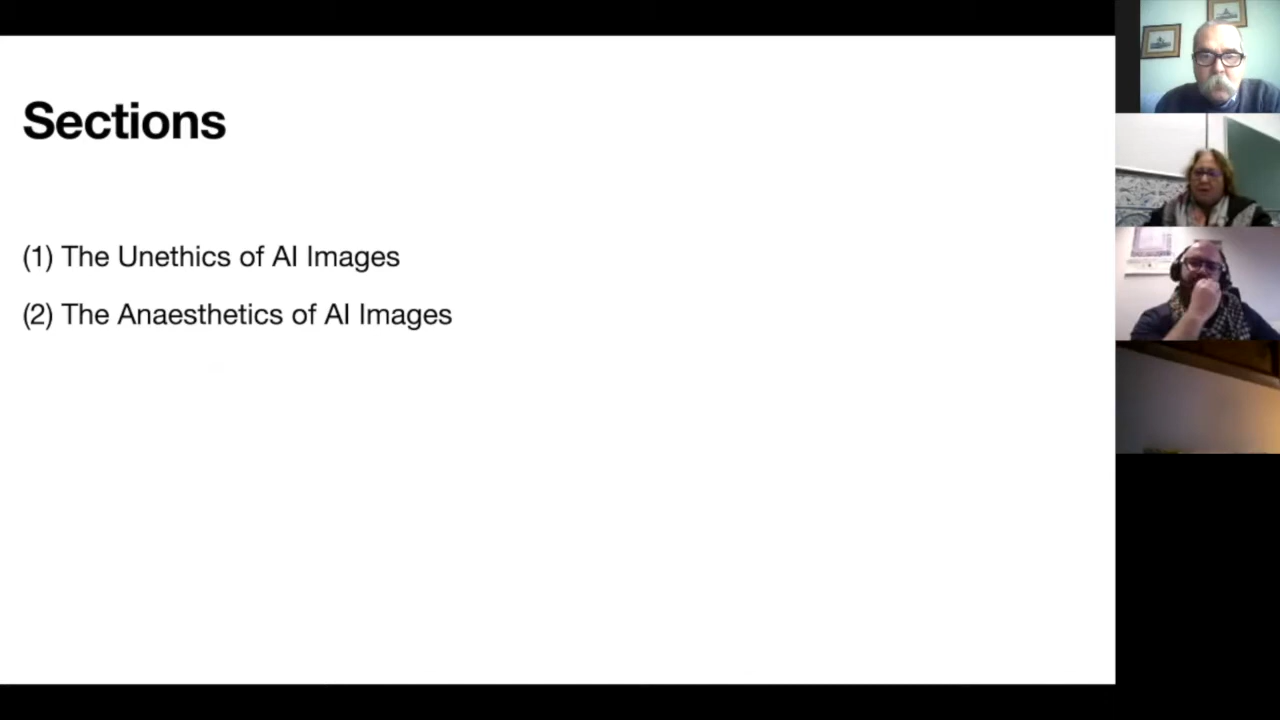 Sections
(1) The Unethics of AI Images
(2) The Anaesthetics of AI Images